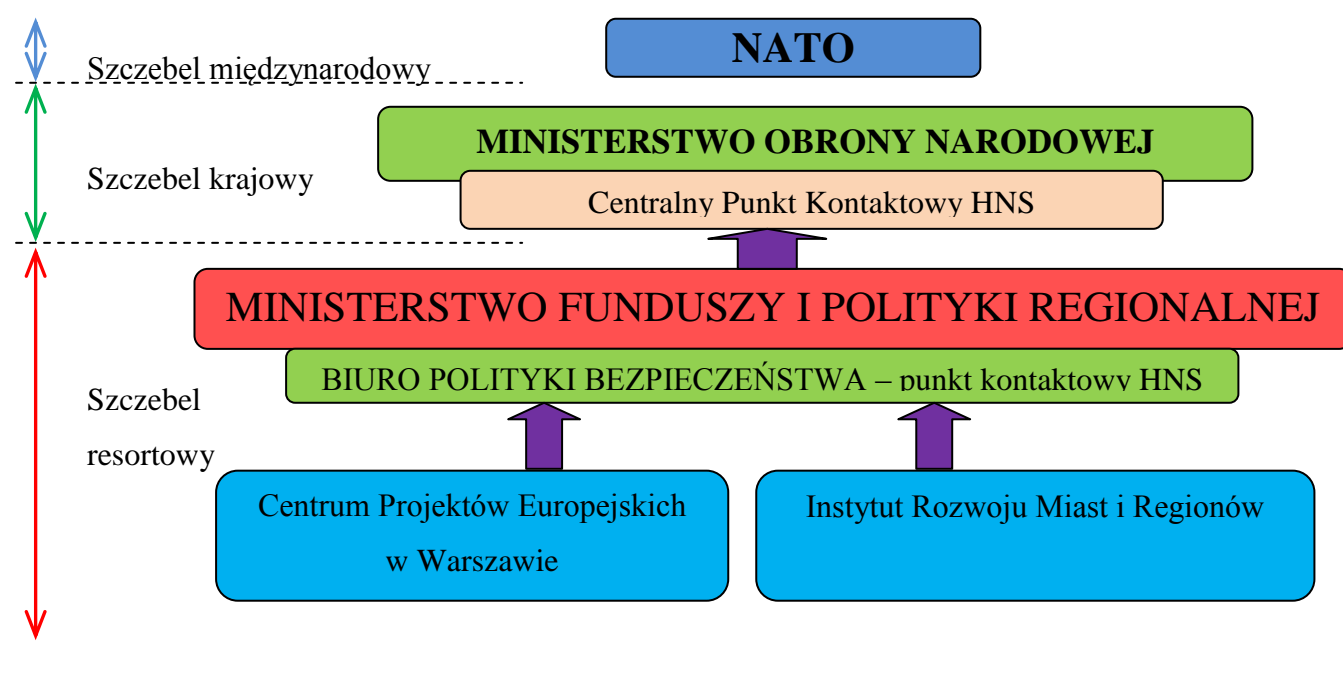 NATO
Szczebel międzynarodowy
MINISTERSTWO OBRONY NARODOWEJ
Szczebel krajowy
Centralny Punkt Kontaktowy HNS
MINISTERSTWO FUNDUSZY I POLITYKI REGIONALNEJ
BIURO POLITYKI BEZPIECZEŃSTWA – punkt kontaktowy HNS
Szczebel
resortowy
Centrum Projektów Europejskich
w Warszawie
Instytut Rozwoju Miast i Regionów